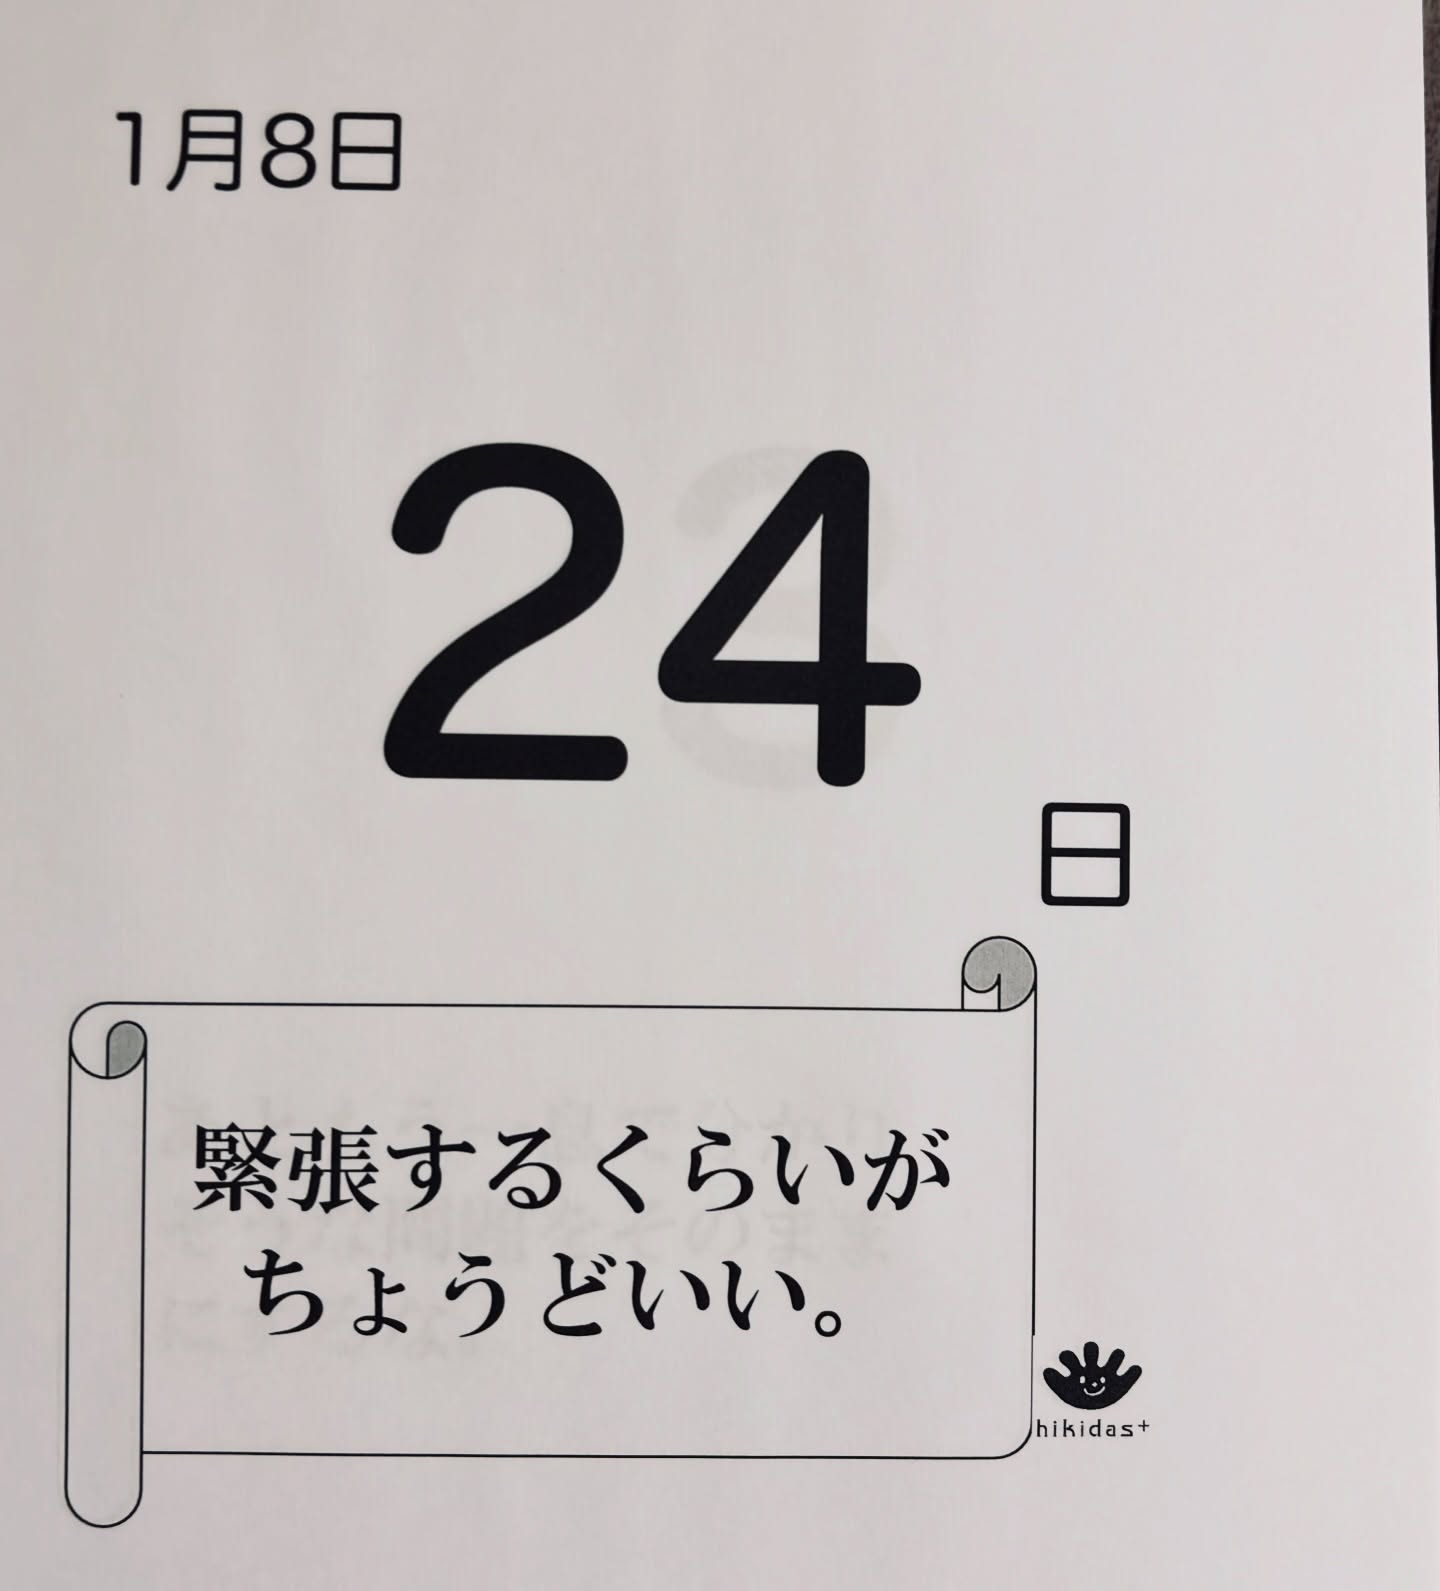 1月8日
24
日
緊張するくらいが
ちょうどいい。
hikidas+